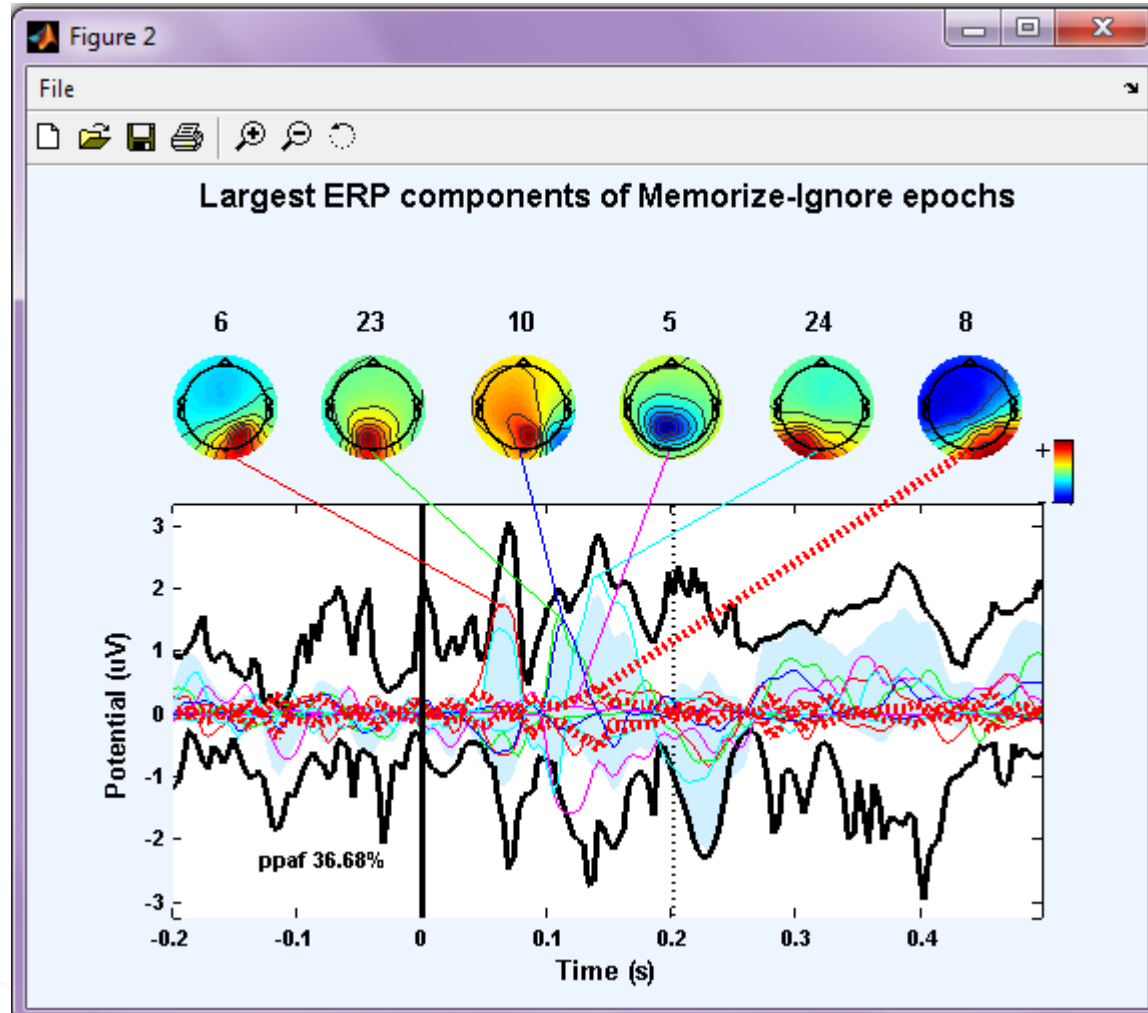 Figure 2
File
Largest ERP components of Memorize-Ignore epochs
6 23 10 5 24 8
+
-
3
2
1
0
-1
-2
-3
Potential (uV)
ppaf 36.68%
-0.2 -0.1 0 0.1 0.2 0.3 0.4
Time (s)